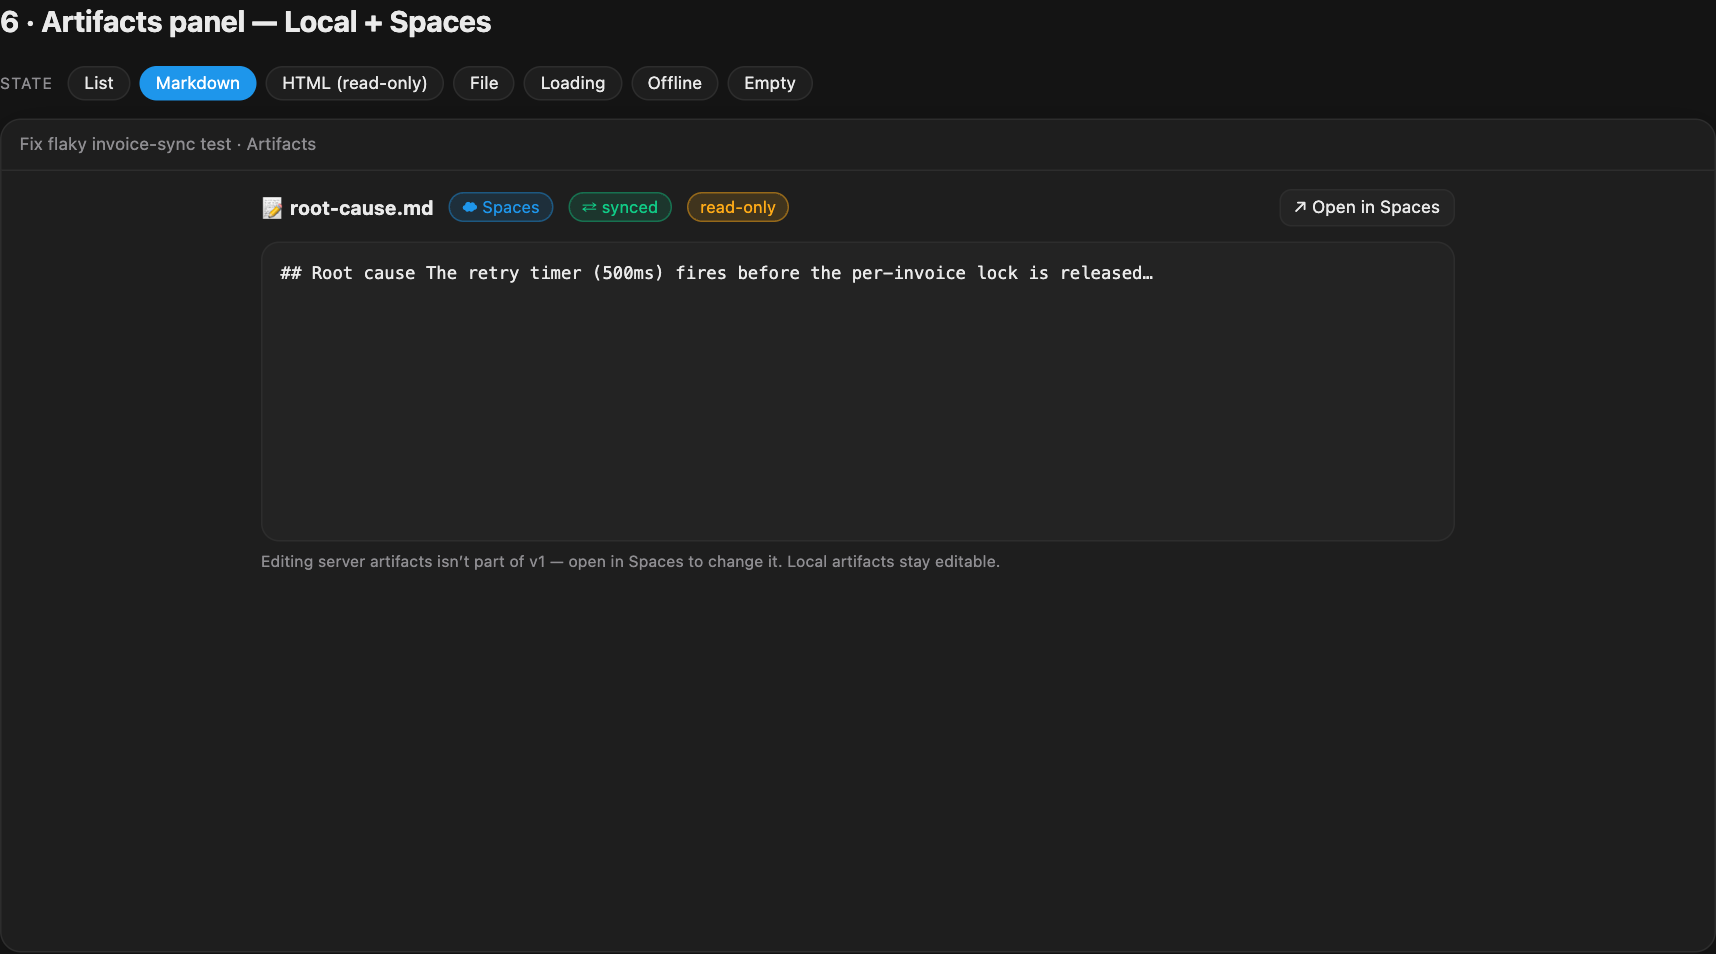 6 · Artifacts panel — Local + Spaces
STATE List Markdown HTML (read-only) File Loading Offline Empty
Fix flaky invoice-sync test · Artifacts
root-cause.md Spaces ⇄ synced read-only ↗ Open in Spaces
## Root cause The retry timer (500ms) fires before the per-invoice lock is released…
Editing server artifacts isn’t part of v1 — open in Spaces to change it. Local artifacts stay editable.